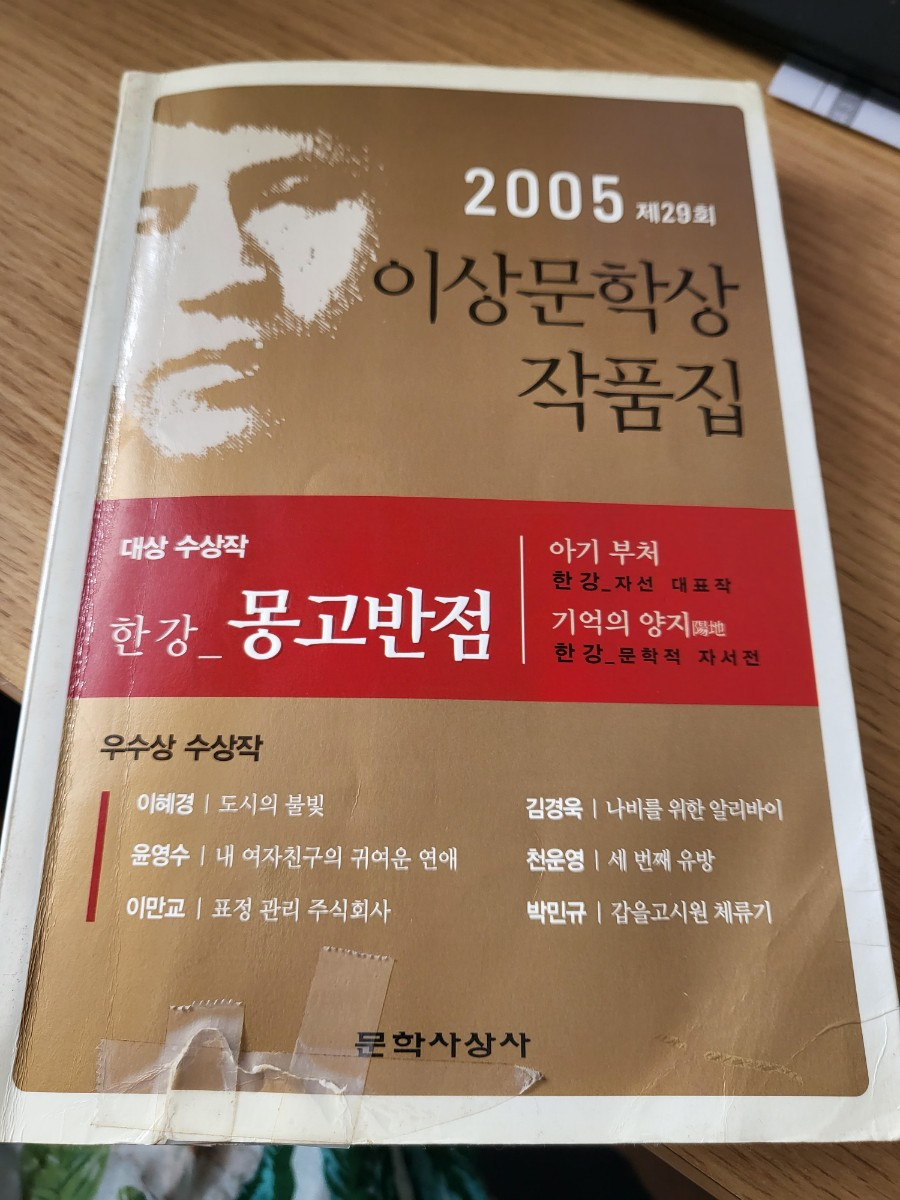 2005 제29회
이상문학상
작품집
대상 수상작
한강_몽고반점
아기 부처
한강_자선 대표작
기억의 양지陽地
한강_문학적 자서전
우수상 수상작
이혜경 | 도시의 불빛
윤영수 | 내 여자친구의 귀여운 연애
이만교 | 표정 관리 주식회사
김경욱 | 나비를 위한 알리바이
천운영 | 세 번째 유방
박민규 | 갑을고시원 체류기
문학사상사